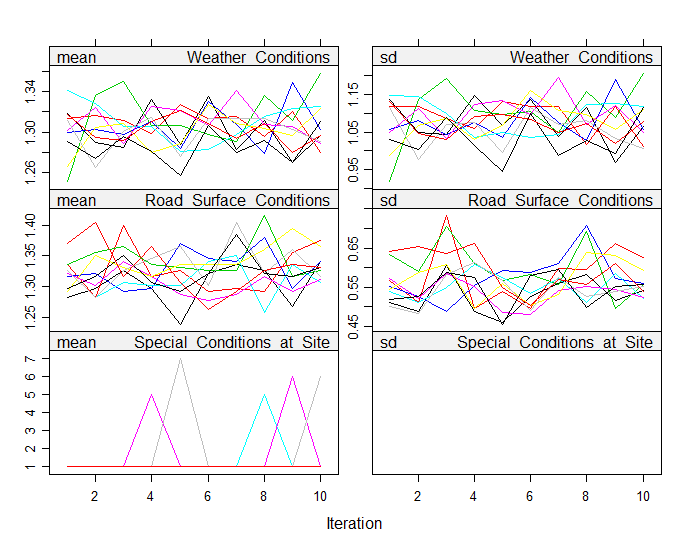 mean Weather Conditions
sd Weather Conditions
1.34
1.30
1.26
1.15
1.05
0.95
mean Road Surface Conditions
sd Road Surface Conditions
1.40
1.35
1.30
1.25
0.65
0.55
0.45
mean Special Conditions at Site
sd Special Conditions at Site
7
6
5
4
3
2
1
2 4 6 8 10
2 4 6 8 10
Iteration